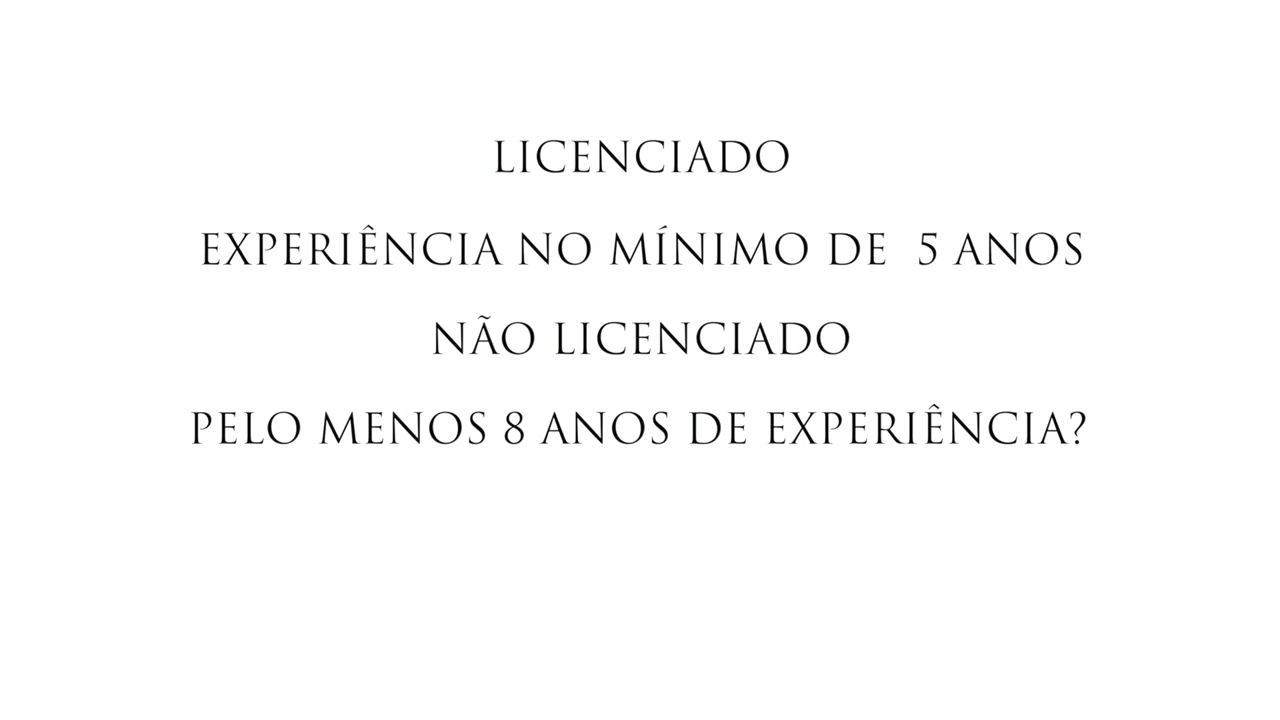 LICENCIADO
EXPERIÊNCIA NO MÍNIMO DE 5 ANOS
NÃO LICENCIADO
PELO MENOS 8 ANOS DE EXPERIÊNCIA?